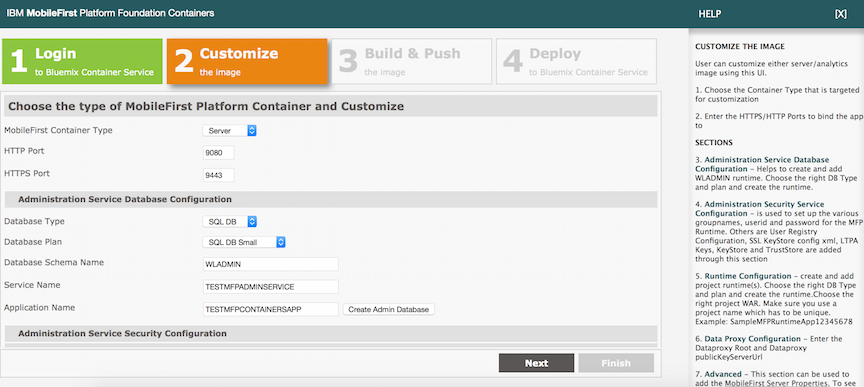 IBM MobileFirst Platform Foundation Containers
1 Login
to Bluemix Container Service
2 Customize
the image
3 Build & Push
the image
4 Deploy
to Bluemix Container Service
Choose the type of MobileFirst Platform Container and Customize
MobileFirst Container Type Server
HTTP Port 9080
HTTPS Port 9443
Administration Service Database Configuration
Database Type SQL DB
Database Plan SQL DB Small
Database Schema Name WLADMIN
Service Name TESTMFPADMINSERVICE
Application Name TESTMFPCONTAINERSAPP Create Admin Database
Administration Service Security Configuration
Next Finish
HELP [X]
CUSTOMIZE THE IMAGE
User can customize either server/analytics
image using this UI.
1. Choose the Container Type that is targeted
for customization
2. Enter the HTTPS/HTTP Ports to bind the app
to
SECTIONS
3. Administration Service Database
Configuration – Helps to create and add
WLADMIN runtime. Choose the right DB Type
and plan and create the runtime.
4. Administration Security Service
Configuration – is used to set up the various
groupnames, userid and password for the MFP
Runtime. Others are User Registry
Configuration, SSL KeyStore config xml, LTPA
Keys, KeyStore and TrustStore are added
through this section
5. Runtime Configuration – create and add
project runtime(s). Choose the right DB Type
and plan and create the runtime.Choose the
right project WAR. Make sure you use a
project name which has to be unique.
Example: SampleMFPRuntimeApp12345678
6. Data Proxy Configuration – Enter the
Dataproxy Root and Dataproxy
publicKeyServerUrl
7. Advanced – This section can be used to
add the MobileFirst Server Properties. To see